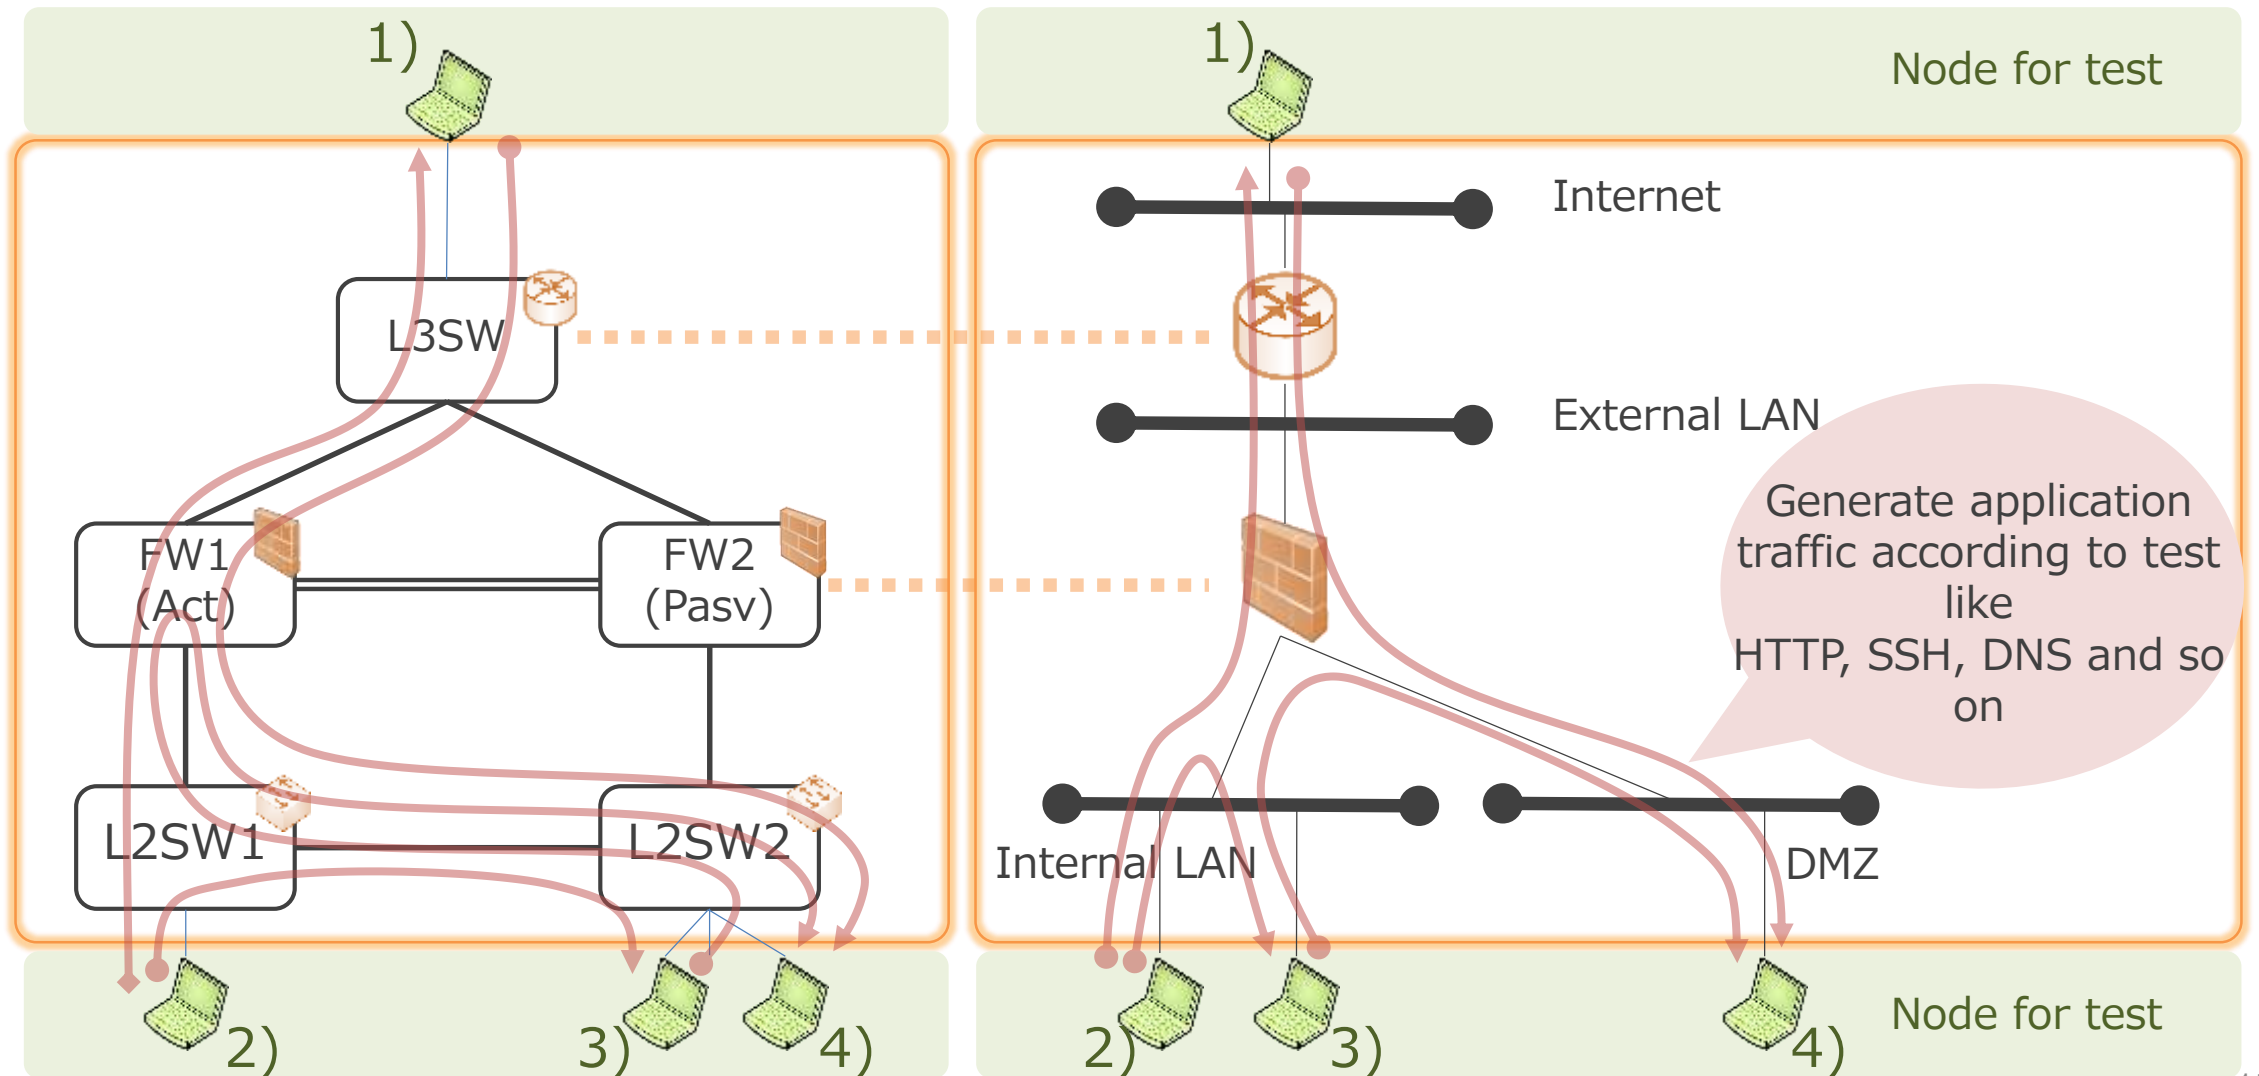 1)
1)
Node for test
Internet
L3SW
External LAN
Generate application
traffic according to test
like
HTTP, SSH, DNS and so
on
FW1
(Act)
FW2
(Pasv)
L2SW1
L2SW2
Internal LAN
DMZ
2)
3)
4)
2)
3)
4)
Node for test